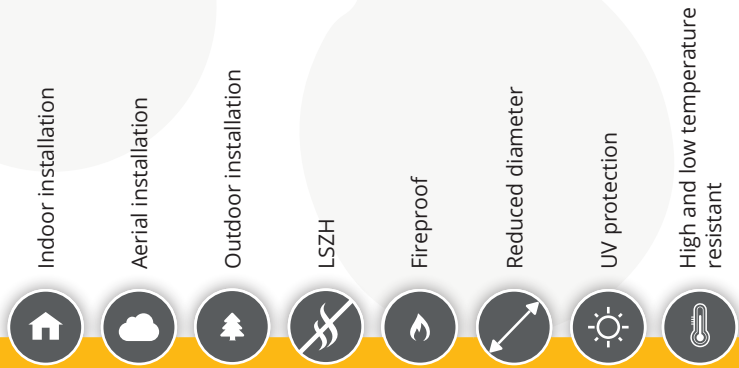 Indoor installation
Aerial installation
Outdoor installation
LSZH
Fireproof
Reduced diameter
UV protection
High and low temperature
resistant